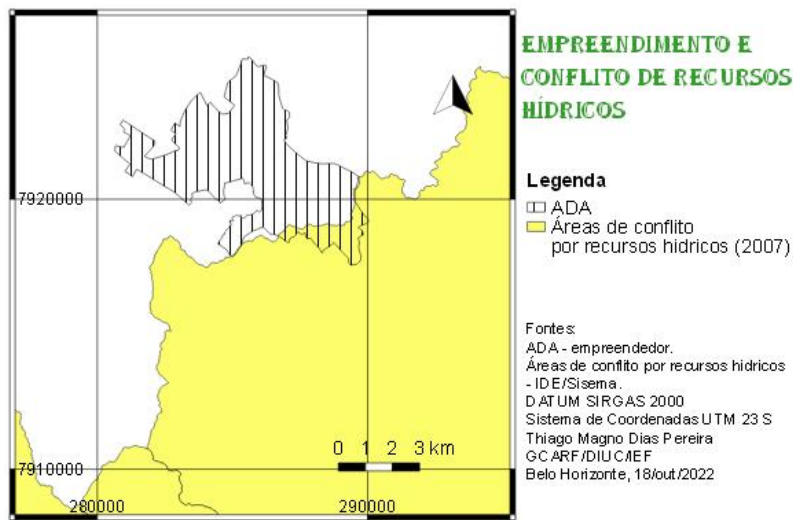 EMPREENDIMENTO E
CONFLITO DE RECURSOS
HÍDRICOS
Legenda
ADA
Áreas de conflito
por recursos hidricos (2007)
Fontes:
ADA - empreendedor.
Áreas de conflito por recursos hidricos
- IDE/Sisema.
DATUM SIRGAS 2000
Sistema de Coordenadas UTM 23 S
Thiago Magno Dias Pereira
GCARF/DIUC/IEF
Belo Horizonte, 18/out/2022
7920000
0 1 2 3 km
7910000
280000 290000